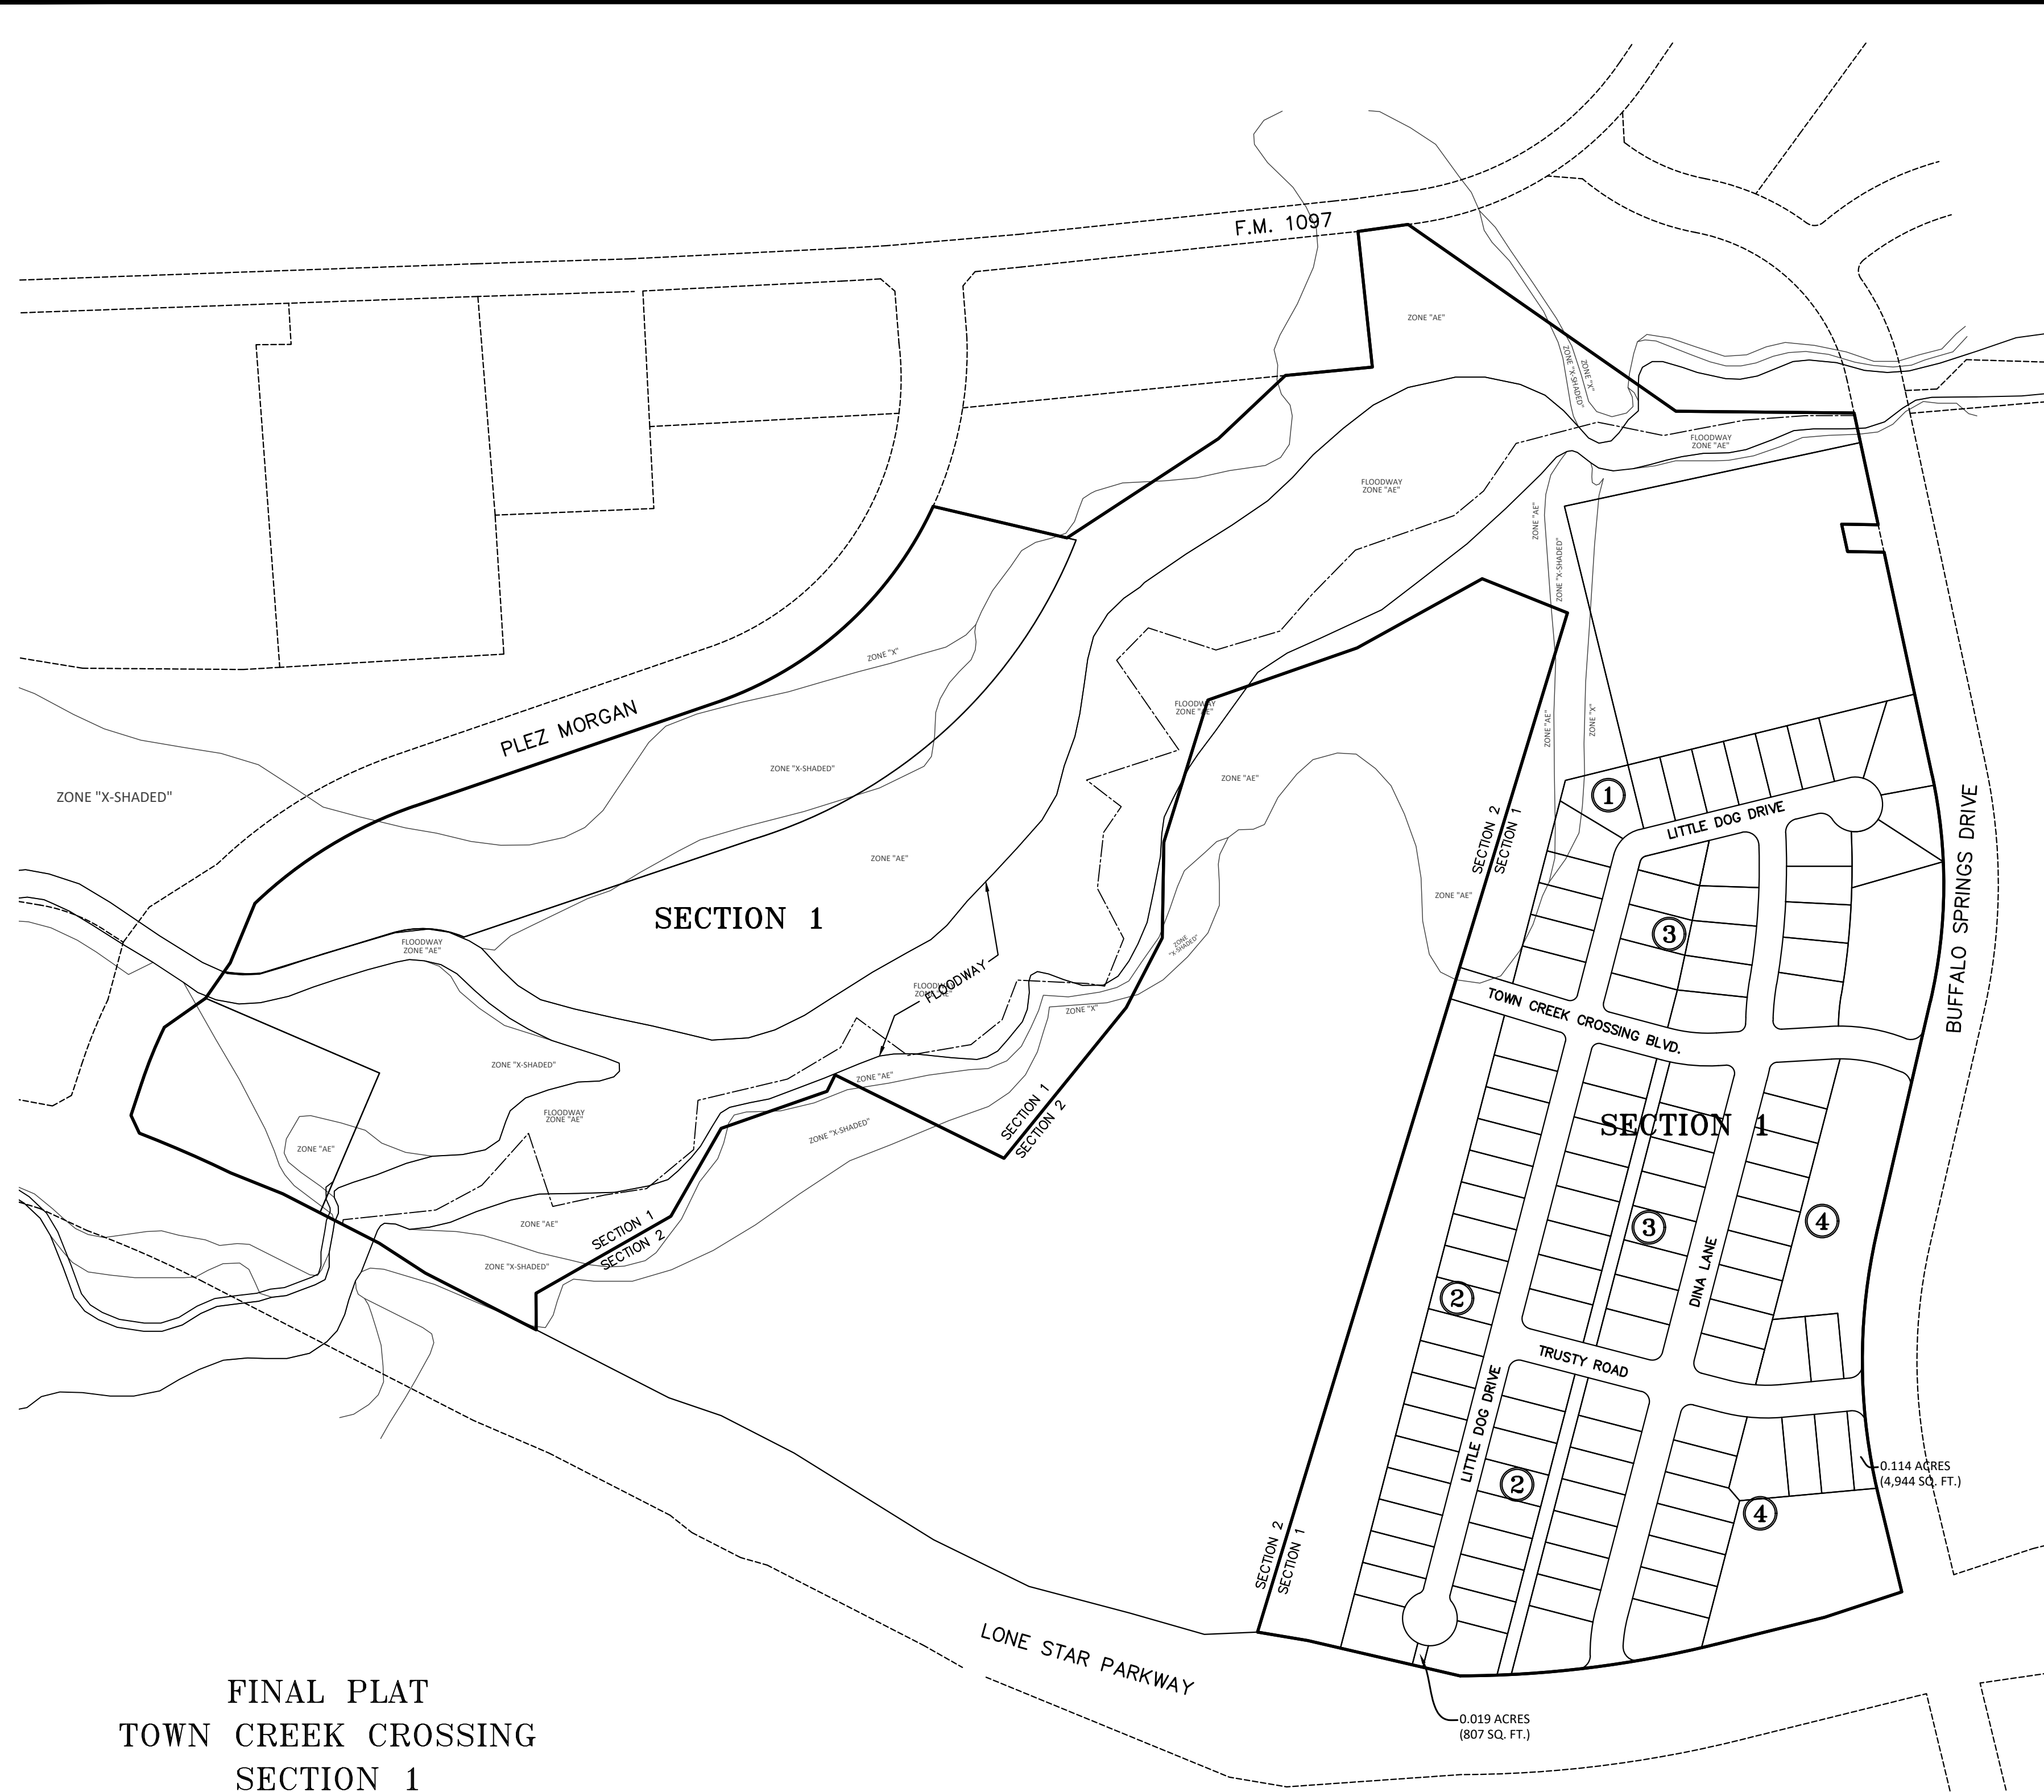 F.M. 1097
ZONE "AE"
ZONE "X"
ZONE "X-SHADED"
FLOODWAY
ZONE "AE"
FLOODWAY
ZONE "AE"
ZONE "AE"
ZONE "X-SHADED"
ZONE "X"
PLEZ MORGAN
FLOODWAY
ZONE "AE"
ZONE "AE"
ZONE "X"
ZONE "X-SHADED"
ZONE "AE"
ZONE "X-SHADED"
1
LITTLE DOG DRIVE
BUFFALO SPRINGS DRIVE
SECTION 2
SECTION 1
ZONE "AE"
ZONE "AE"
SECTION 1
3
FLOODWAY
ZONE "AE"
ZONE
"X-SHADED"
FLOODWAY
FLOODWAY
ZONE "AE"
ZONE "X"
TOWN CREEK CROSSING BLVD.
ZONE "X-SHADED"
ZONE "AE"
FLOODWAY
ZONE "AE"
ZONE "X-SHADED"
SECTION 1
SECTION 2
SECTION 1
ZONE "AE"
4
3
ZONE "AE"
SECTION 1
SECTION 2
ZONE "X-SHADED"
DINA LANE
2
TRUSTY ROAD
LITTLE DOG DRIVE
2
0.114 ACRES
(4,944 SQ. FT.)
4
SECTION 2
SECTION 1
LONE STAR PARKWAY
0.019 ACRES
(807 SQ. FT.)
FINAL PLAT
TOWN CREEK CROSSING
SECTION 1